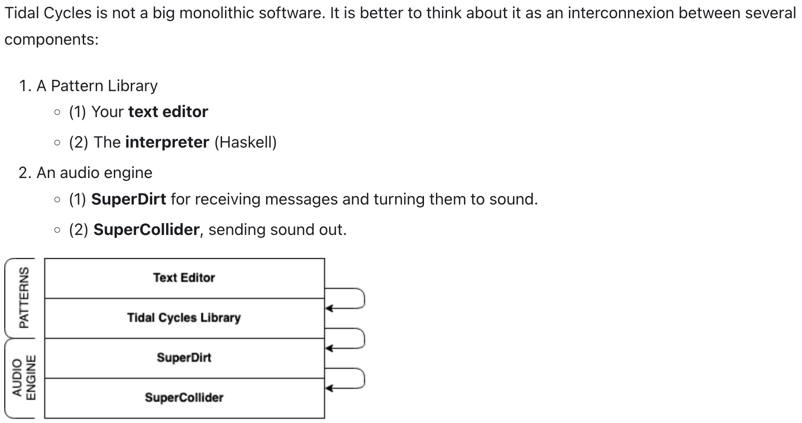 Tidal Cycles is not a big monolithic software. It is better to think about it as an interconnexion between several
components:
1. A Pattern Library
(1) Your text editor
(2) The interpreter (Haskell)
2. An audio engine
(1) SuperDirt for receiving messages and turning them to sound.
(2) SuperCollider, sending sound out.
PATTERNS
Text Editor
Tidal Cycles Library
AUDIO
ENGINE
SuperDirt
SuperCollider